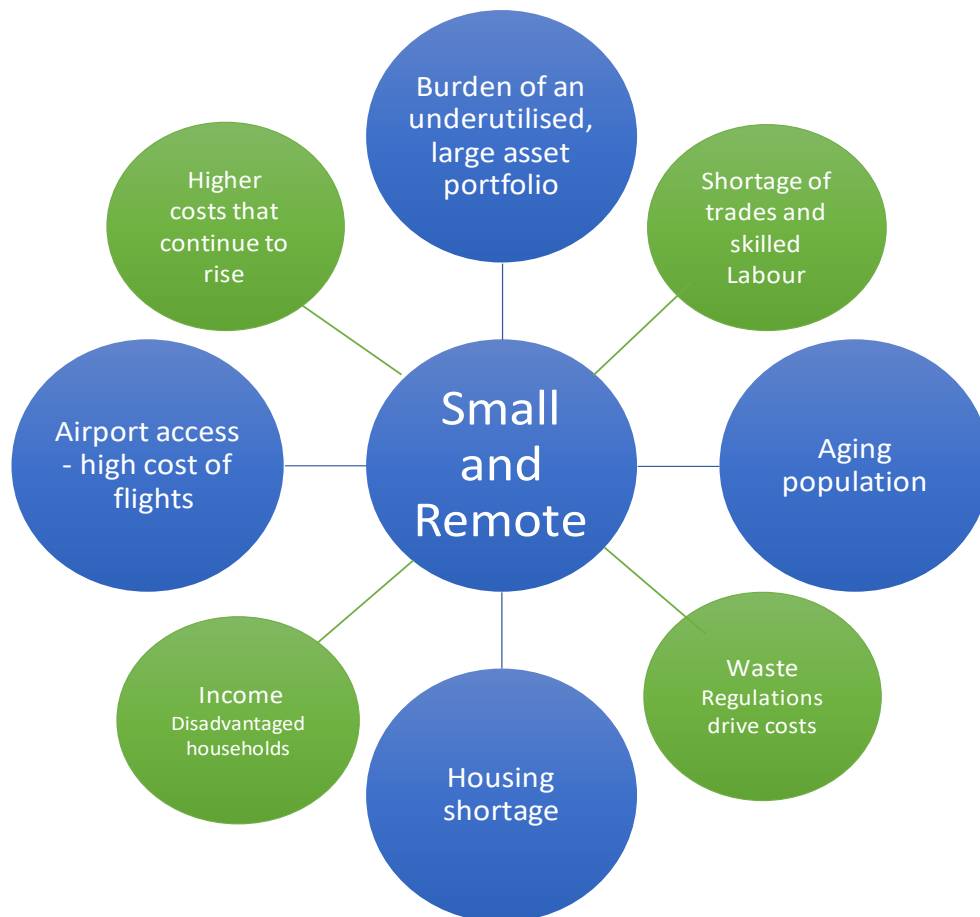 Burden of an
underutilised,
large asset
portfolio
Higher
costs that
continue to
rise
Shortage of
trades and
skilled
Labour
Airport access
- high cost of
flights
Small
and
Remote
Aging
population
Income
Disadvantaged
households
Waste
Regulations
drive costs
Housing
shortage